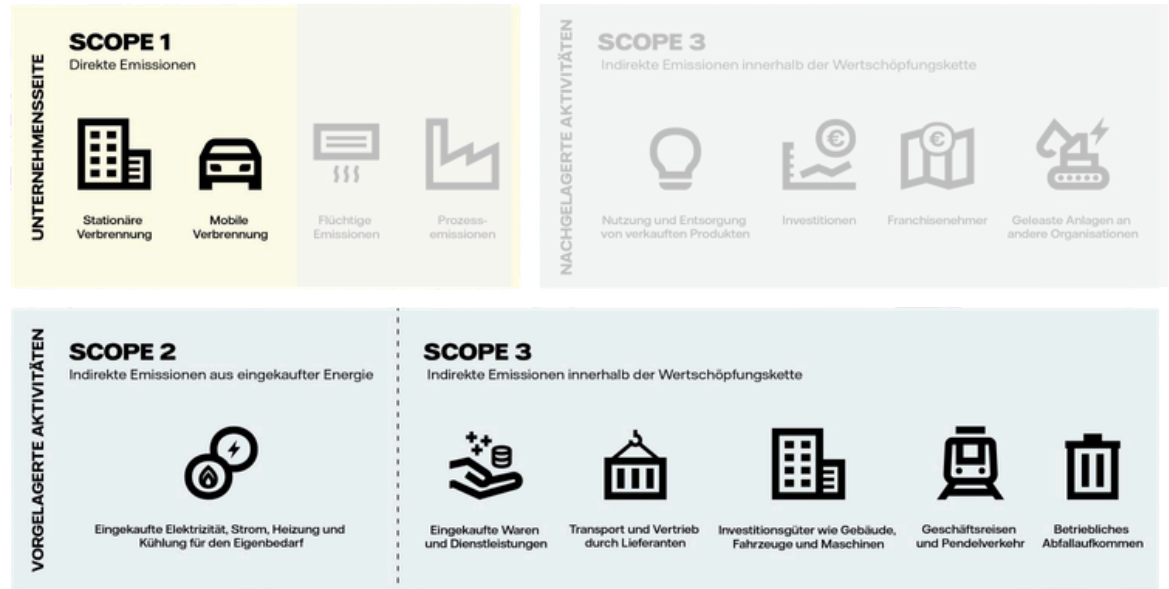 UNTERNEHMENSSEITE
SCOPE 1
Direkte Emissionen
Stationäre
Verbrennung
Mobile
Verbrennung
Flüchtige
Emissionen
Prozess-
emissionen
NACHGELAGERTE AKTIVITÄTEN
SCOPE 3
Indirekte Emissionen innerhalb der Wertschöpfungskette
Nutzung und Entsorgung
von verkauften Produkten
€
Investitionen
€
Franchisenehmer
Geleaste Anlagen an
andere Organisationen
VORGELAGERTE AKTIVITÄTEN
SCOPE 2
Indirekte Emissionen aus eingekaufter Energie
Eingekaufte Elektrizität, Strom, Heizung und
Kühlung für den Eigenbedarf
SCOPE 3
Indirekte Emissionen innerhalb der Wertschöpfungskette
Eingekaufte Waren
und Dienstleistungen
Transport und Vertrieb
durch Lieferanten
Investitionsgüter wie Gebäude,
Fahrzeuge und Maschinen
Geschäftsreisen
und Pendelverkehr
Betriebliches
Abfallaufkommen